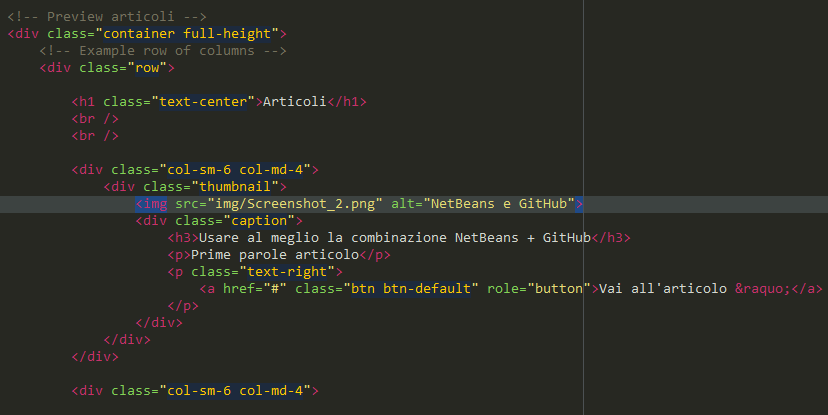 <!-- Preview articoli -->
<div class="container full-height">
<!-- Example row of columns -->
<div class="row">
<h1 class="text-center">Articoli</h1>
<br />
<br />
<div class="col-sm-6 col-md-4">
<div class="thumbnail">
<img src="img/Screenshot_2.png" alt="NetBeans e GitHub">
<div class="caption">
<h3>Usare al meglio la combinazione NetBeans + GitHub</h3>
<p>Prime parole articolo</p>
<p class="text-right">
<a href="#" class="btn btn-default" role="button">Vai all'articolo &raquo;</a>
</p>
</div>
</div>
</div>
<div class="col-sm-6 col-md-4">